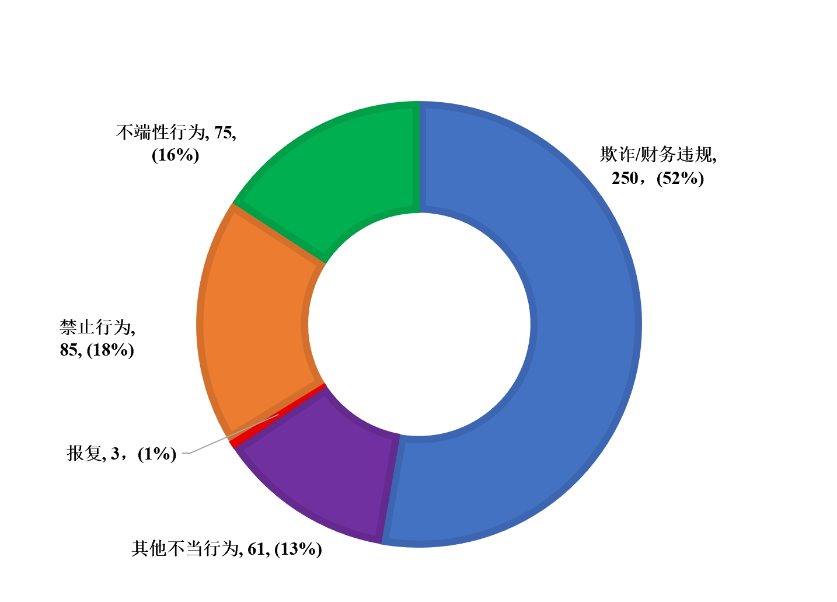 不端性行为, 75,
(16%)
欺诈/财务违规,
250，(52%)
禁止行为,
85, (18%)
报复, 3，(1%)
其他不当行为, 61, (13%)